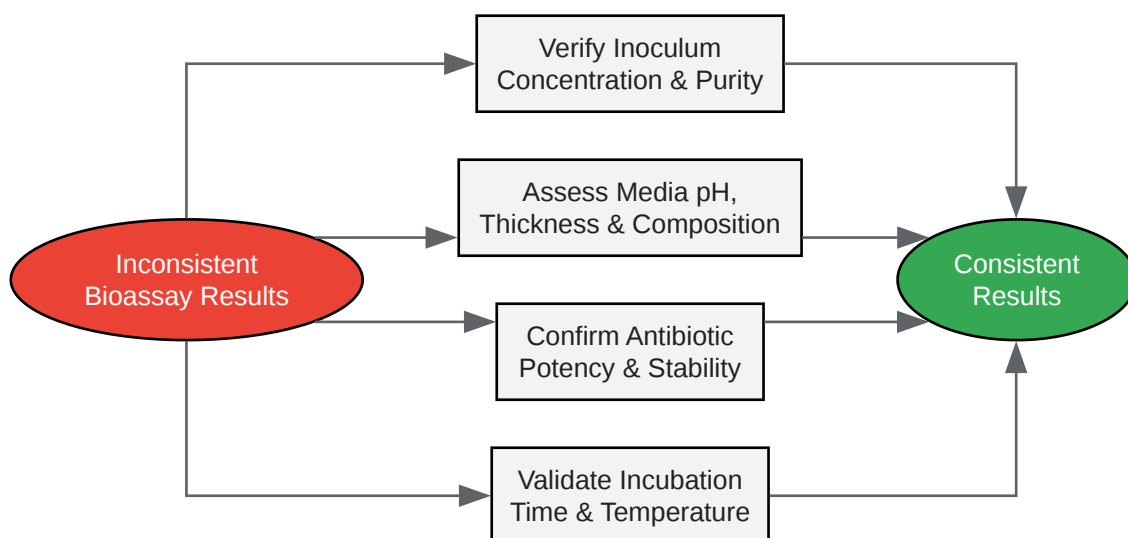 Verify Inoculum
Concentration & Purity
Assess Media pH,
Thickness & Composition
Inconsistent
Bioassay Results
Consistent
Results
Confirm Antibiotic
Potency & Stability
Validate Incubation
Time & Temperature